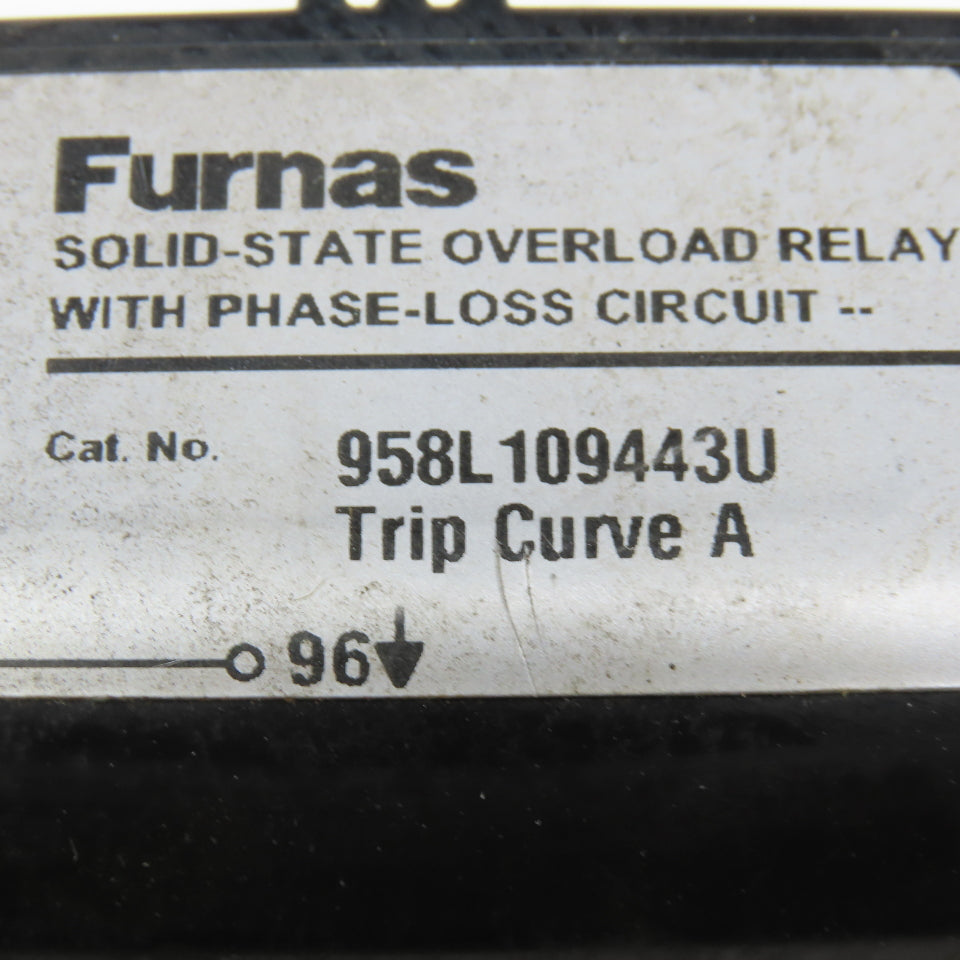 Furnas
SOLID-STATE OVERLOAD RELAY
WITH PHASE-LOSS CIRCUIT --
Cat. No. 958L109443U
Trip Curve A
96